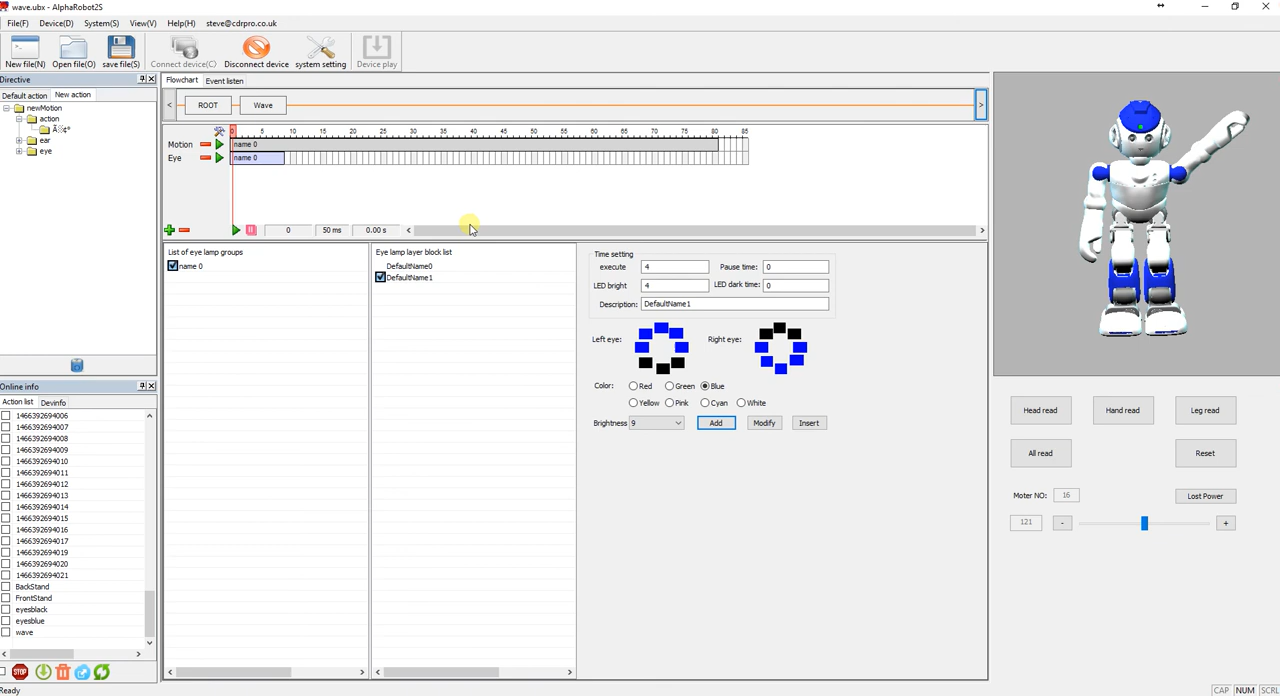 wave.ubx - AlphaRobot2S
File(F) Device(D) System(S) View(V) Help(H) steve@cdrpro.co.uk
New file(N) Open file(O) save file(S) Connect device(C) Disconnect device system setting Device play
Directive
Default action New action
newMotion
action
ear
eye
Flowchart Event listen
< ROOT Wave >
0 5 10 15 20 25 30 35 40 45 50 55 60 65 70 75 80 85
Motion name 0
Eye name 0
0 50 ms 0.00 s
List of eye lamp groups
name 0
Eye lamp layer block list
DefaultName0
DefaultName1
Time setting
execute 4 Pause time: 0
LED bright 4 LED dark time: 0
Description: DefaultName1
Left eye: Right eye:
Color: Red Green Blue
Yellow Pink Cyan White
Brightness 9 Add Modify Insert
Online info
Action list Devinfo
1466392694006
1466392694007
1466392694008
1466392694009
1466392694010
1466392694011
1466392694012
1466392694013
1466392694014
1466392694015
1466392694016
1466392694017
1466392694019
1466392694020
1466392694021
BackStand
FrontStand
eyesblack
eyesblue
wave
STOP
Head read Hand read Leg read
All read Reset
Moter NO: 16 Lost Power
121 - +
Ready
CAP NUM SCRL